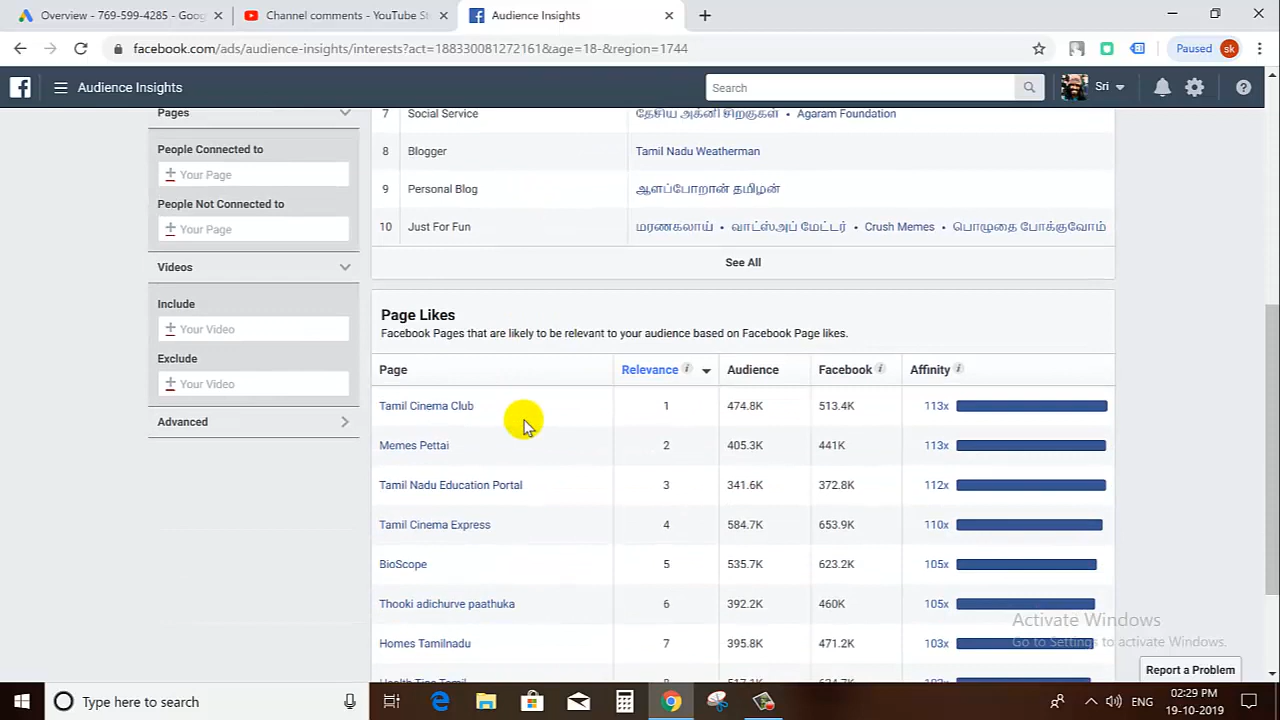 Overview - 769-599-4285 - Goog
Channel comments - YouTube St
Audience Insights
facebook.com/ads/audience-insights/interests?act=188330081272161&age=18-&region=1744
Paused
sk
Audience Insights
Search
Sri
Pages
People Connected to
Your Page
People Not Connected to
Your Page
Videos
Include
Your Video
Exclude
Your Video
Advanced
7 Social Service தேசிய அக்னி சிறகுகள் • Agaram Foundation
8 Blogger Tamil Nadu Weatherman
9 Personal Blog ஆளப்போறான் தமிழன்
10 Just For Fun மரணகலாய் • வாட்ஸ்அப் மேட்டர் • Crush Memes • பொழுதை போக்குவோம்
See All
Page Likes
Facebook Pages that are likely to be relevant to your audience based on Facebook Page likes.
Page Relevance Audience Facebook Affinity
Tamil Cinema Club 1 474.8K 513.4K 113x
Memes Pettai 2 405.3K 441K 113x
Tamil Nadu Education Portal 3 341.6K 372.8K 112x
Tamil Cinema Express 4 584.7K 653.9K 110x
BioScope 5 535.7K 623.2K 105x
Thooki adichurve paathuka 6 392.2K 460K 105x
Homes Tamilnadu 7 395.8K 471.2K 103x
Health Tips Tamil 8
Activate Windows
Go to Settings to activate Windows.
Report a Problem
Type here to search
ENG
02:29 PM
19-10-2019